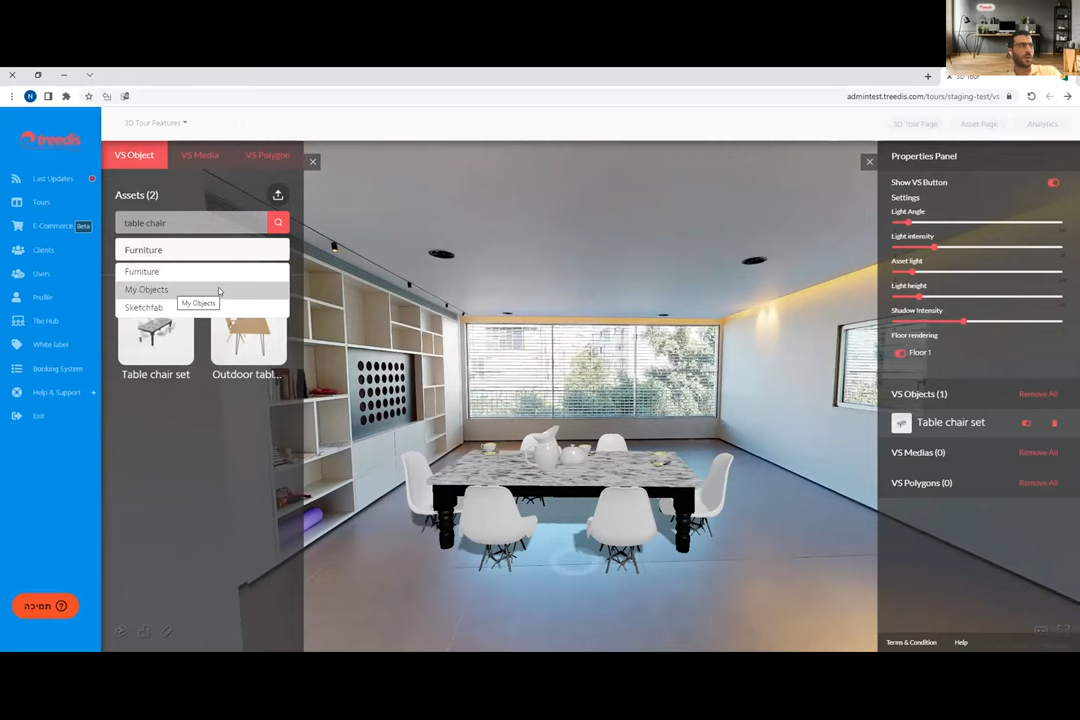 Treedis
3D Tour
admintest.treedis.com/tours/staging-test/vs
N
treedis
3D Tour Features
3D Tour Page
Asset Page
Analytics
Last Updates
Tours
E-Commerce Beta
Clients
Users
Profile
The Hub
White label
Booking System
Help & Support +
Exit
תמיכה
VS Object
VS Media
VS Polygon
Assets (2)
table chair
Furniture
Furniture
My Objects
Sketchfab
My Objects
Table chair set
Outdoor tabl...
Properties Panel
Show VS Button
Settings
Light Angle
Light intensity
Asset light
Light height
Shadow Intensity
Floor rendering
Floor 1
VS Objects (1)
Remove All
Table chair set
VS Medias (0)
Remove All
VS Polygons (0)
Remove All
Terms & Condition
Help